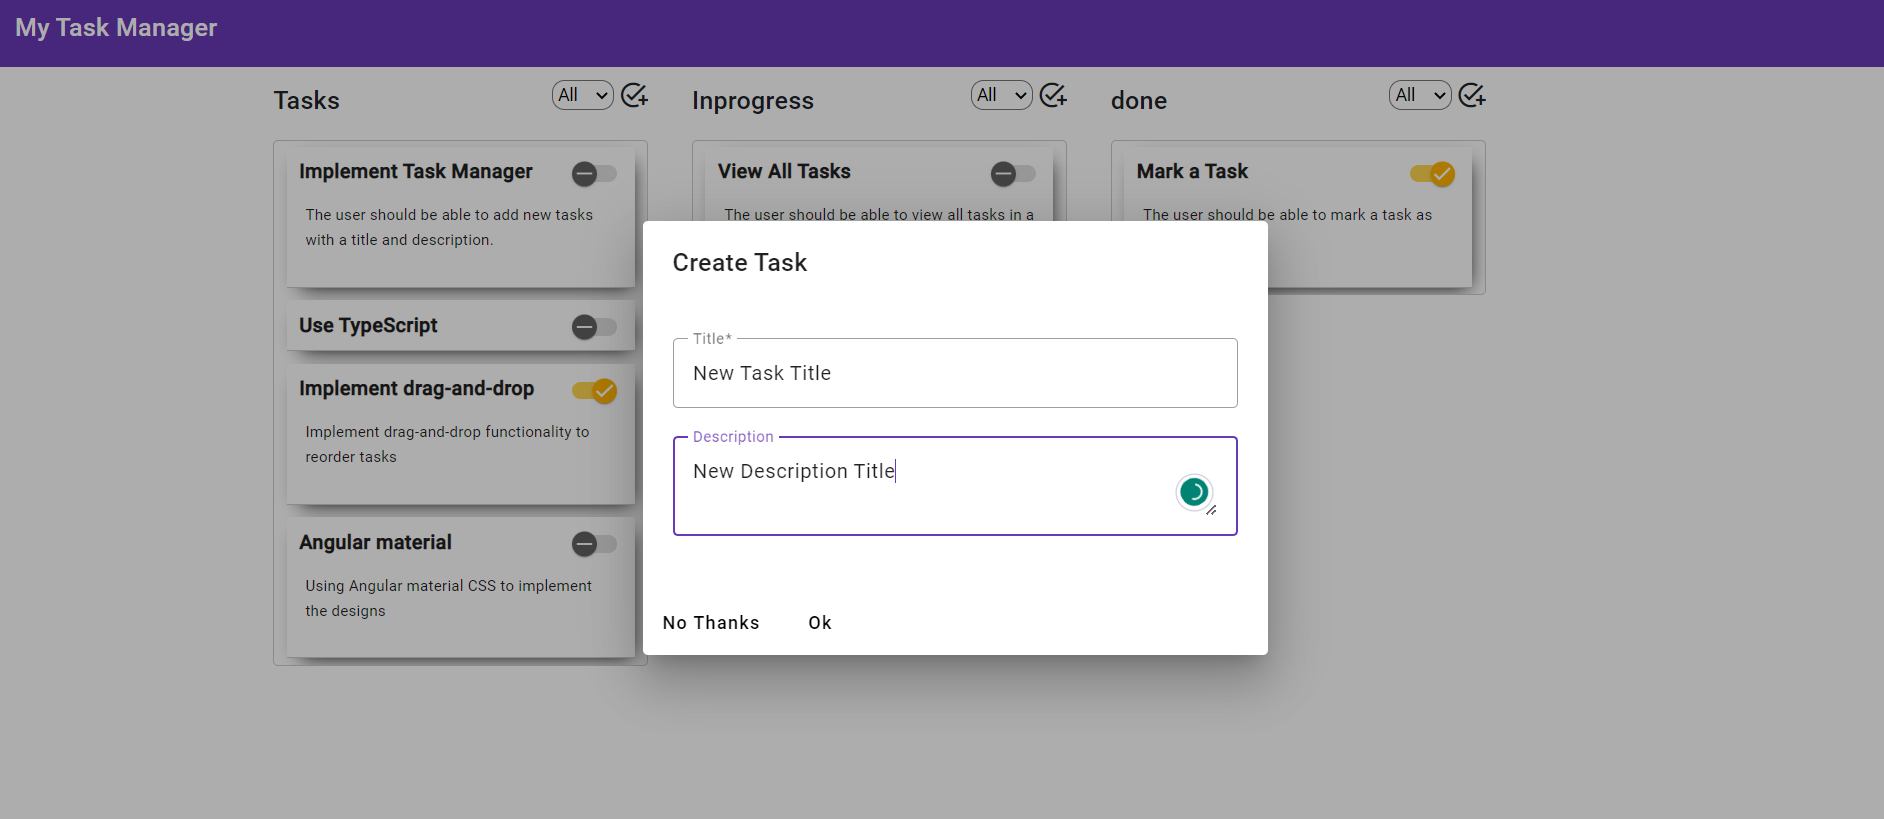 My Task Manager
Tasks
All
Inprogress
All
done
All
Implement Task Manager
The user should be able to add new tasks
with a title and description.
Use TypeScript
Implement drag-and-drop
Implement drag-and-drop functionality to
reorder tasks
Angular material
Using Angular material CSS to implement
the designs
View All Tasks
The user should be able to view all tasks in a
Mark a Task
The user should be able to mark a task as
Create Task
Title*
New Task Title
Description
New Description Title
No Thanks
Ok